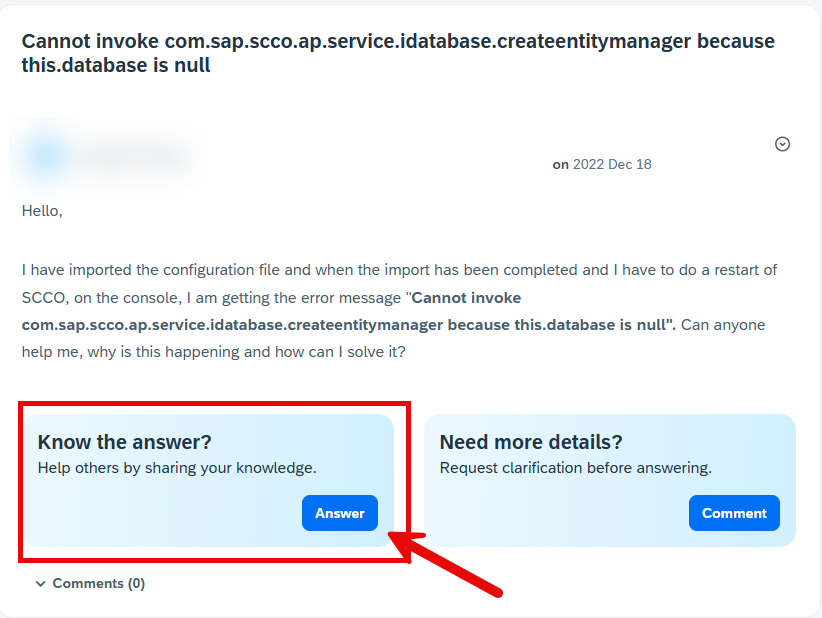 Cannot invoke com.sap.scco.ap.service.idatabase.createentitymanager because
this.database is null
on 2022 Dec 18
Hello,
I have imported the configuration file and when the import has been completed and I have to do a restart of
SCCO, on the console, I am getting the error message "Cannot invoke
com.sap.scco.ap.service.idatabase.createentitymanager because this.database is null". Can anyone
help me, why is this happening and how can I solve it?
Know the answer?
Help others by sharing your knowledge.
Answer
Need more details?
Request clarification before answering.
Comment
Comments (0)